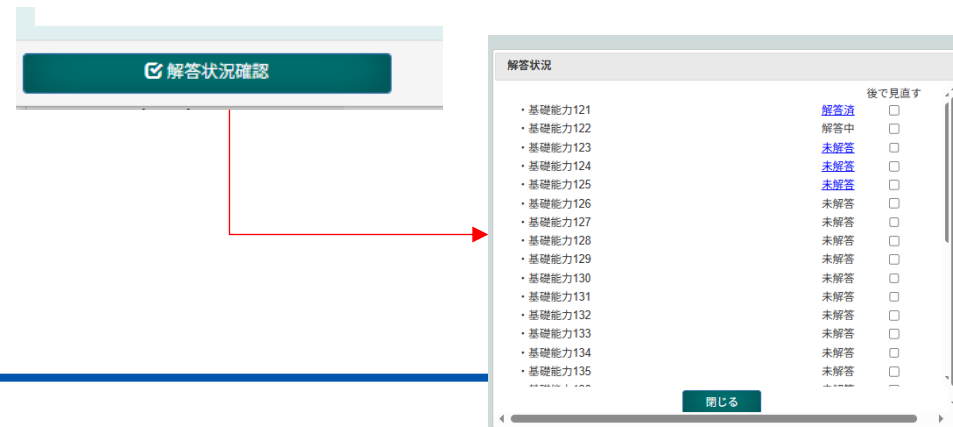 解答状況確認
解答状況
後で見直す
・基礎能力121 解答済
・基礎能力122 解答中
・基礎能力123 未解答
・基礎能力124 未解答
・基礎能力125 未解答
・基礎能力126 未解答
・基礎能力127 未解答
・基礎能力128 未解答
・基礎能力129 未解答
・基礎能力130 未解答
・基礎能力131 未解答
・基礎能力132 未解答
・基礎能力133 未解答
・基礎能力134 未解答
・基礎能力135 未解答
閉じる